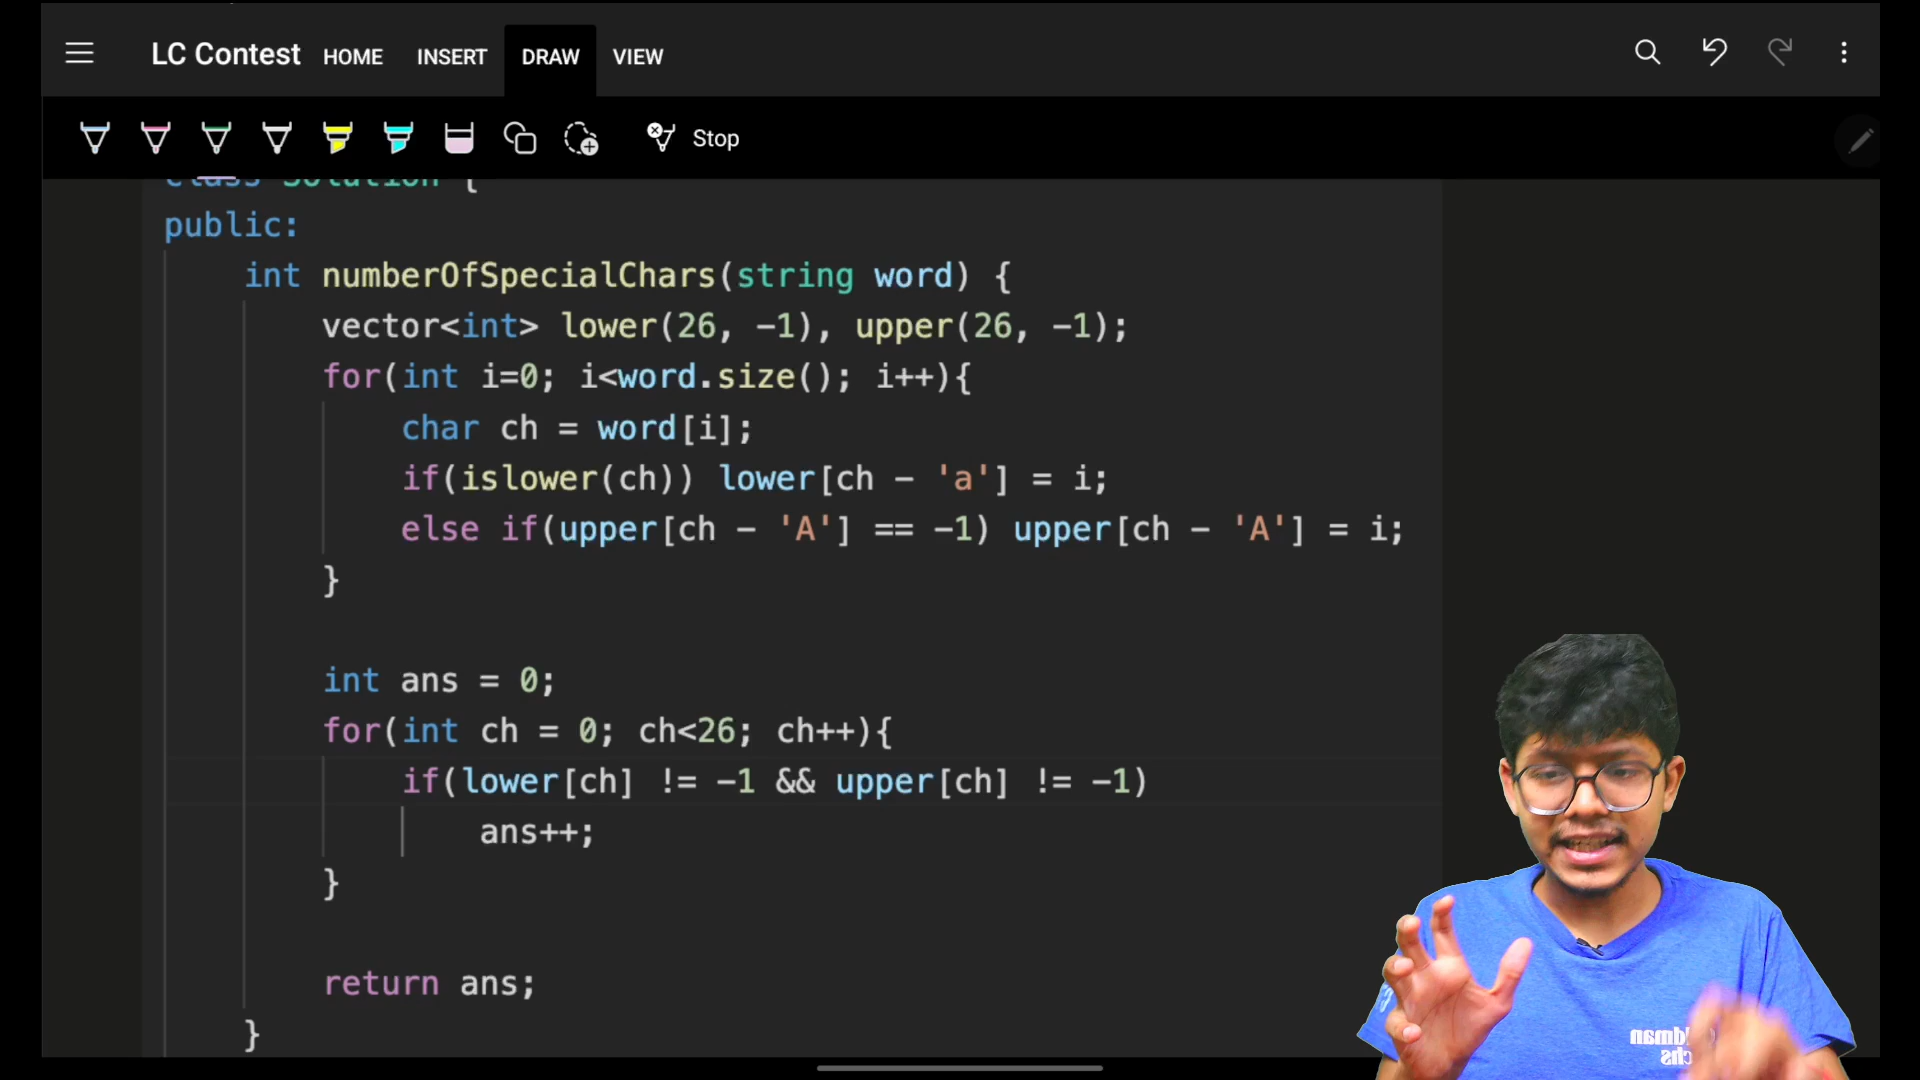 LC Contest HOME INSERT DRAW VIEW
Stop
class Solution {
public:
int numberOfSpecialChars(string word) {
vector<int> lower(26, -1), upper(26, -1);
for(int i=0; i<word.size(); i++){
char ch = word[i];
if(islower(ch)) lower[ch - 'a'] = i;
else if(upper[ch - 'A'] == -1) upper[ch - 'A'] = i;
}
int ans = 0;
for(int ch = 0; ch<26; ch++){
if(lower[ch] != -1 && upper[ch] != -1)
ans++;
}
return ans;
}